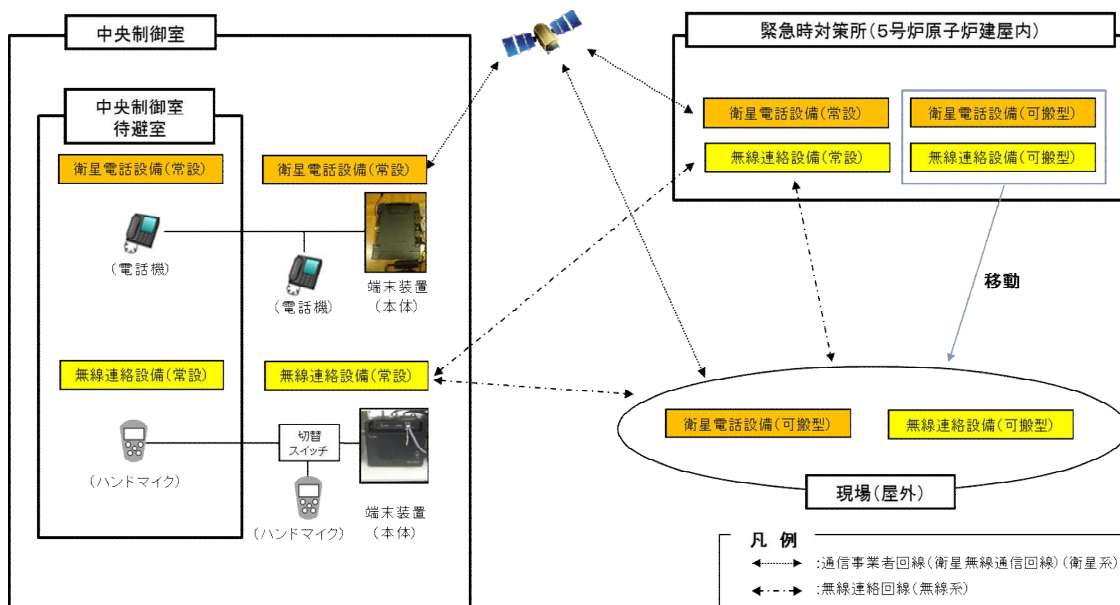 中央制御室
中央制御室
待避室
衛星電話設備(常設)
衛星電話設備(常設)
(電話機)
(電話機)
端末装置
(本体)
無線連絡設備(常設)
無線連絡設備(常設)
切替
スイッチ
(ハンドマイク)
(ハンドマイク)
端末装置
(本体)
緊急時対策所(5号炉原子炉建屋内)
衛星電話設備(常設)
衛星電話設備(可搬型)
無線連絡設備(常設)
無線連絡設備(可搬型)
移動
衛星電話設備(可搬型)
無線連絡設備(可搬型)
現場(屋外)
凡 例
:通信事業者回線(衛星無線通信回線)(衛星系)
:無線連絡回線(無線系)